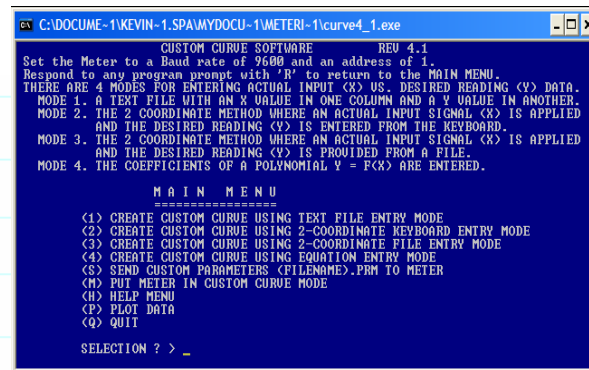 C:\DOCUME~1\KEVIN~1.SPA\MYDOCU~1\METERI~1\curve4_1.exe
CUSTOM CURVE SOFTWARE REV 4.1
Set the Meter to a Baud rate of 9600 and an address of 1.
Respond to any program prompt with 'R' to return to the MAIN MENU.
THERE ARE 4 MODES FOR ENTERING ACTUAL INPUT (X) VS. DESIRED READING (Y) DATA.
MODE 1. A TEXT FILE WITH AN X VALUE IN ONE COLUMN AND A Y VALUE IN ANOTHER.
MODE 2. THE 2 COORDINATE METHOD WHERE AN ACTUAL INPUT SIGNAL (X) IS APPLIED
AND THE DESIRED READING (Y) IS ENTERED FROM THE KEYBOARD.
MODE 3. THE 2 COORDINATE METHOD WHERE AN ACTUAL INPUT SIGNAL (X) IS APPLIED
AND THE DESIRED READING (Y) IS PROVIDED FROM A FILE.
MODE 4. THE COEFFICIENTS OF A POLYNOMIAL Y = F(X) ARE ENTERED.
M A I N   M E N U
=================
(1) CREATE CUSTOM CURVE USING TEXT FILE ENTRY MODE
(2) CREATE CUSTOM CURVE USING 2-COORDINATE KEYBOARD ENTRY MODE
(3) CREATE CUSTOM CURVE USING 2-COORDINATE FILE ENTRY MODE
(4) CREATE CUSTOM CURVE USING EQUATION ENTRY MODE
(S) SEND CUSTOM PARAMETERS (FILENAME).PRM TO METER
(M) PUT METER IN CUSTOM CURVE MODE
(H) HELP MENU
(P) PLOT DATA
(Q) QUIT
SELECTION ? > _